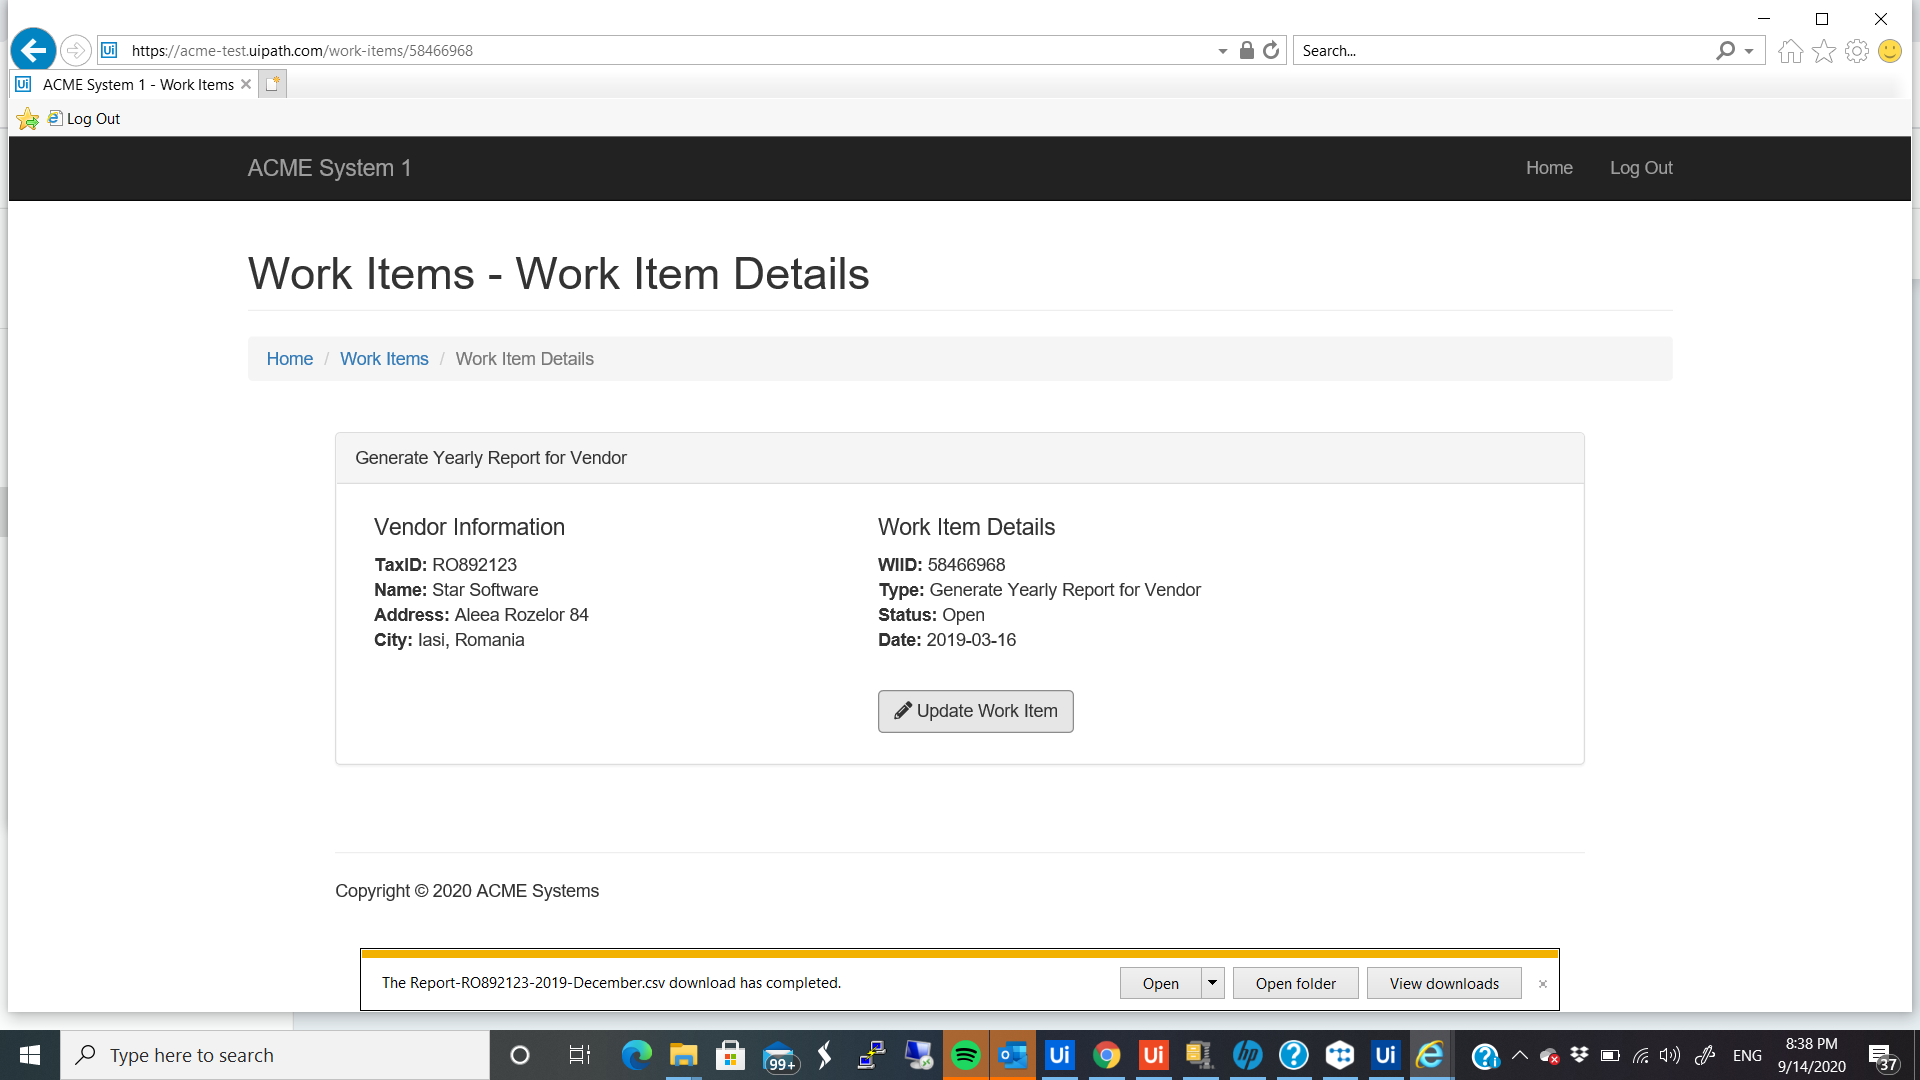 https://acme-test.uipath.com/work-items/58466968
Search...
Ui ACME System 1 - Work Items
Log Out
ACME System 1
Home Log Out
Work Items - Work Item Details
Home / Work Items / Work Item Details
Generate Yearly Report for Vendor
Vendor Information
TaxID: RO892123
Name: Star Software
Address: Aleea Rozelor 84
City: Iasi, Romania
Work Item Details
WIID: 58466968
Type: Generate Yearly Report for Vendor
Status: Open
Date: 2019-03-16
Update Work Item
Copyright © 2020 ACME Systems
The Report-RO892123-2019-December.csv download has completed.
Open Open folder View downloads
Type here to search
99+
Ui
Ui
hp
Ui
ENG
8:38 PM
9/14/2020
37